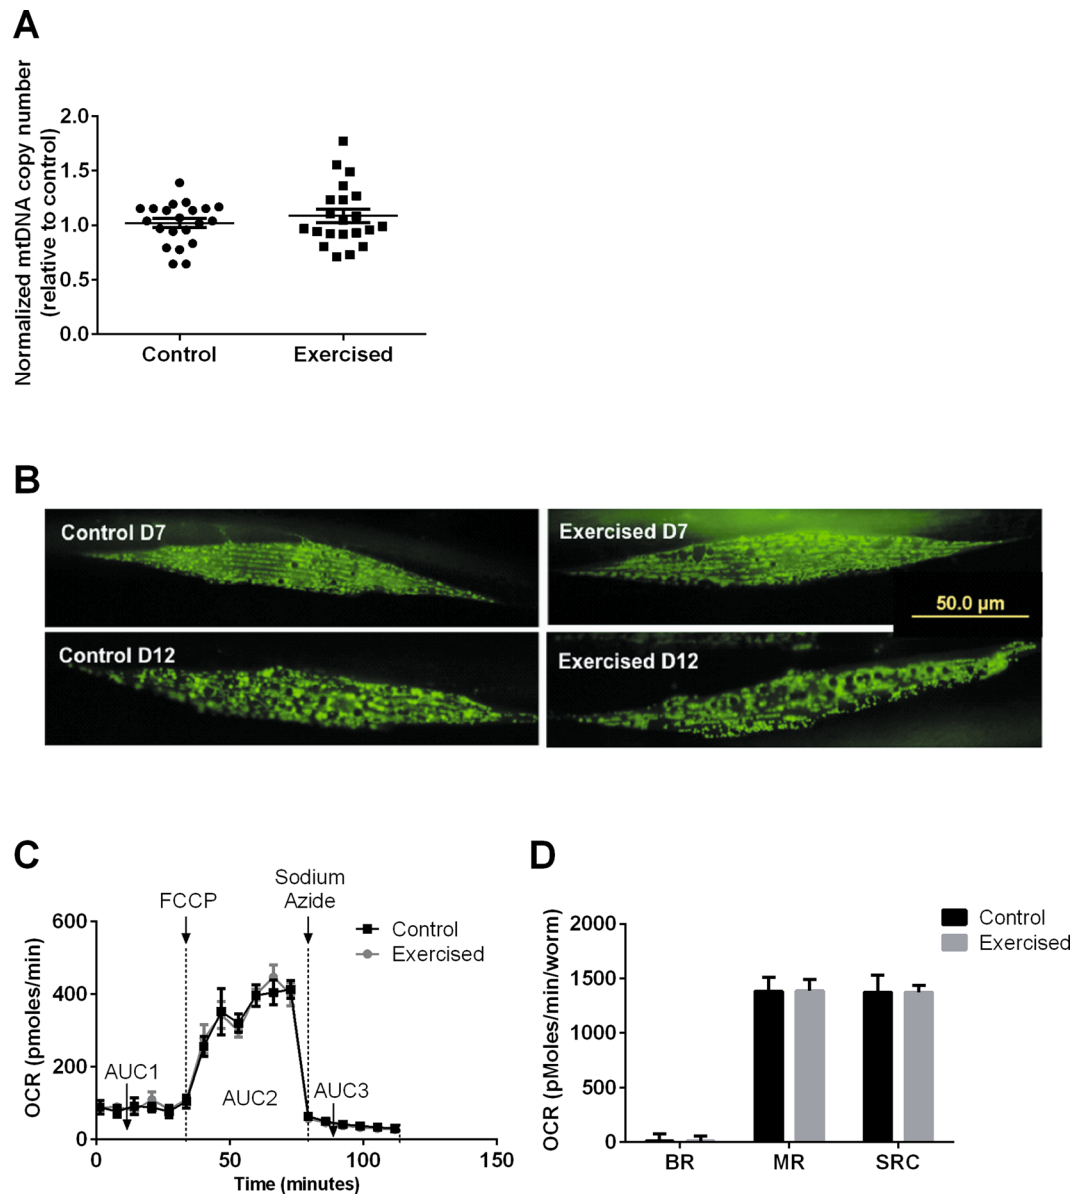 A
Normalized mtDNA copy number
(relative to control)
2.0
1.5
1.0
0.5
0.0
Control
Exercised
B
Control D7
Exercised D7
50.0 µm
Control D12
Exercised D12
C
FCCP
Sodium
Azide
Control
Exercised
OCR (pmoles/min)
600
400
200
0
AUC1
AUC2
AUC3
0
50
100
150
Time (minutes)
D
OCR (pMoles/min/worm)
2000
1500
1000
500
0
Control
Exercised
BR
MR
SRC